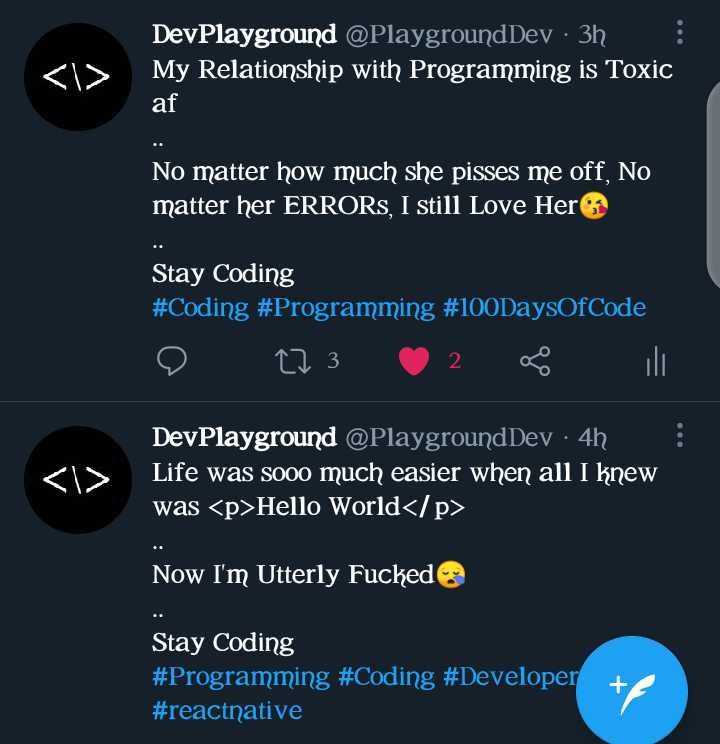 DevPlayground @PlaygroundDev · 3h
My Relationship with Programming is Toxic
af
..
No matter how much she pisses me off, No
matter her ERRORs, I still Love Her😘
..
Stay Coding
#Coding #Programming #100DaysOfCode
3 2
DevPlayground @PlaygroundDev · 4h
Life was sooo much easier when all I knew
was <p>Hello World</p>
..
Now I'm Utterly Fucked😪
..
Stay Coding
#Programming #Coding #Developer
#reactnative